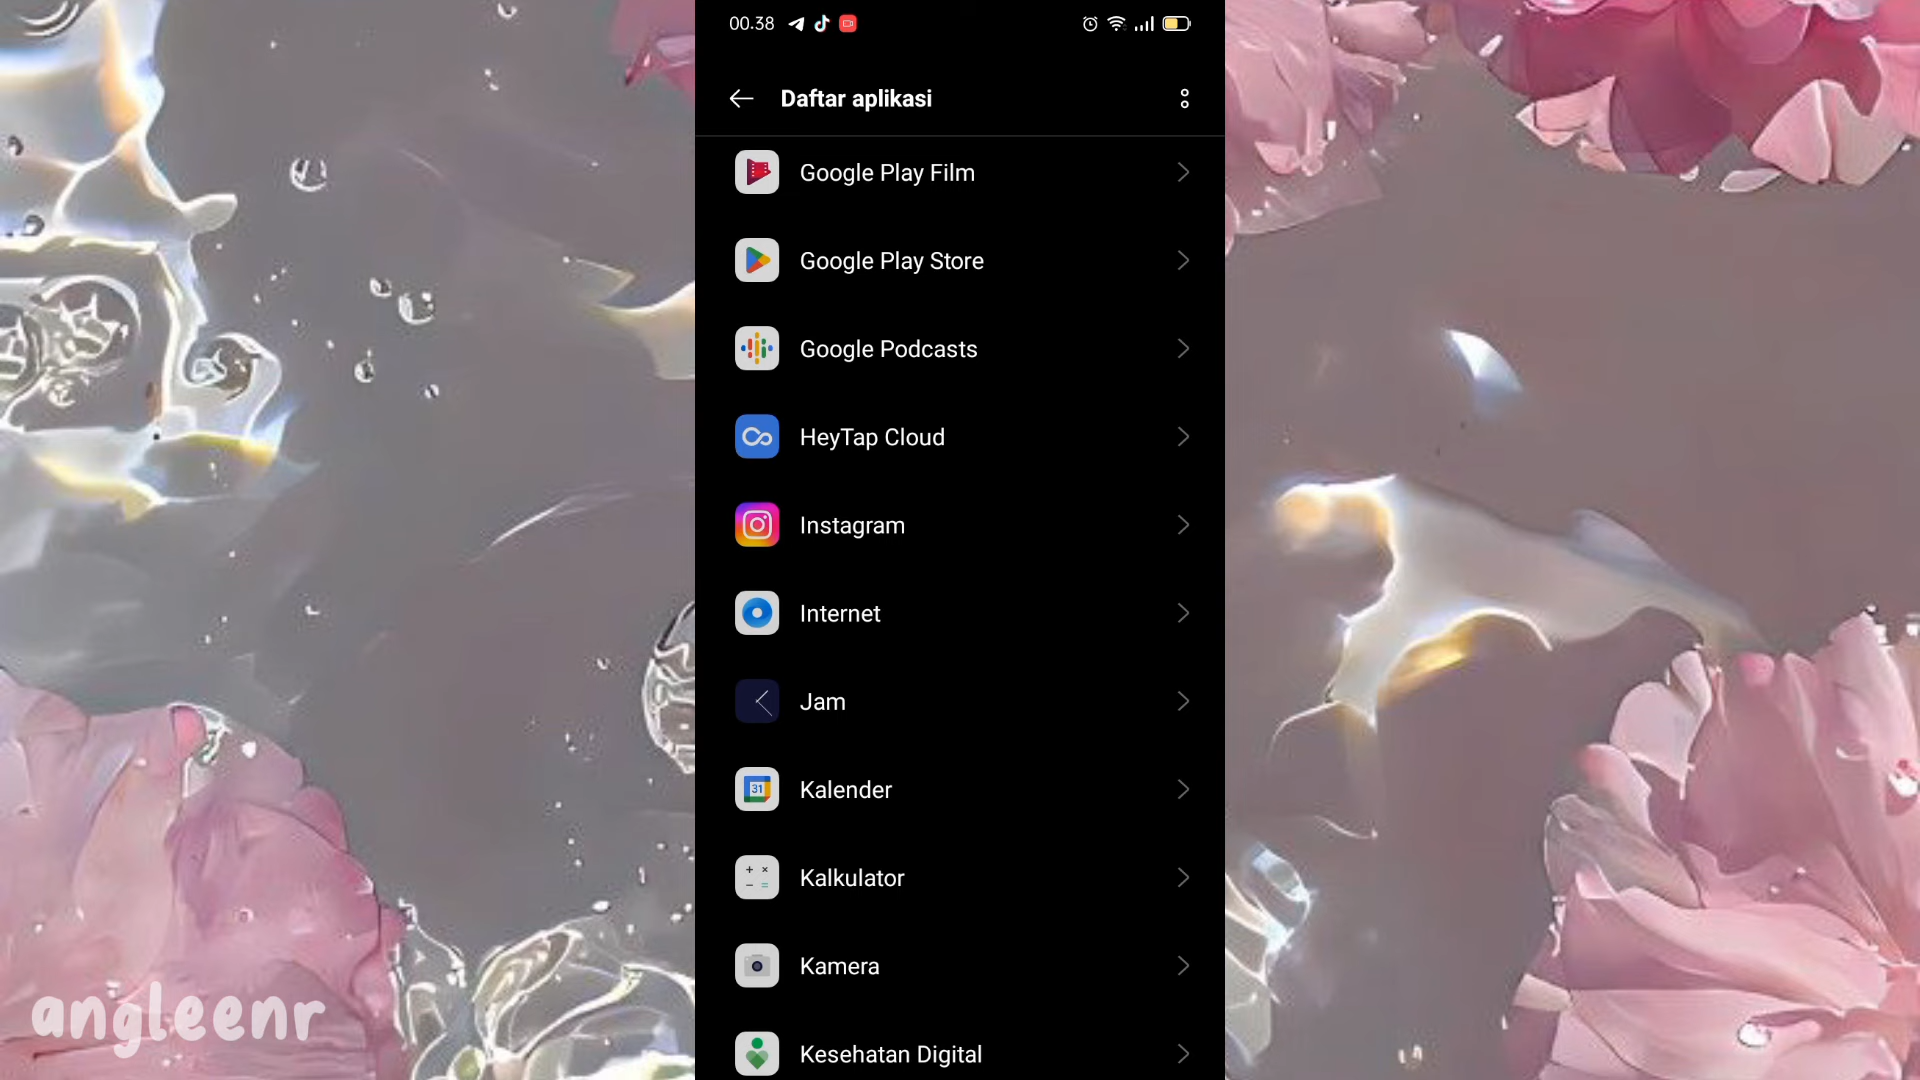 00.38
Daftar aplikasi
Google Play Film
Google Play Store
Google Podcasts
HeyTap Cloud
Instagram
Internet
Jam
31
Kalender
Kalkulator
Kamera
Kesehatan Digital
angleenr